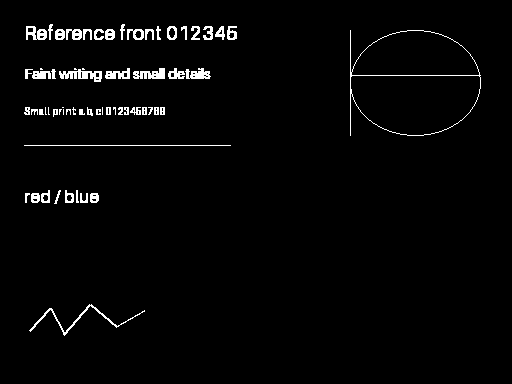 Reference front 012345
Faint writing and small details
Small print a, b, c! 0123456789
red / blue